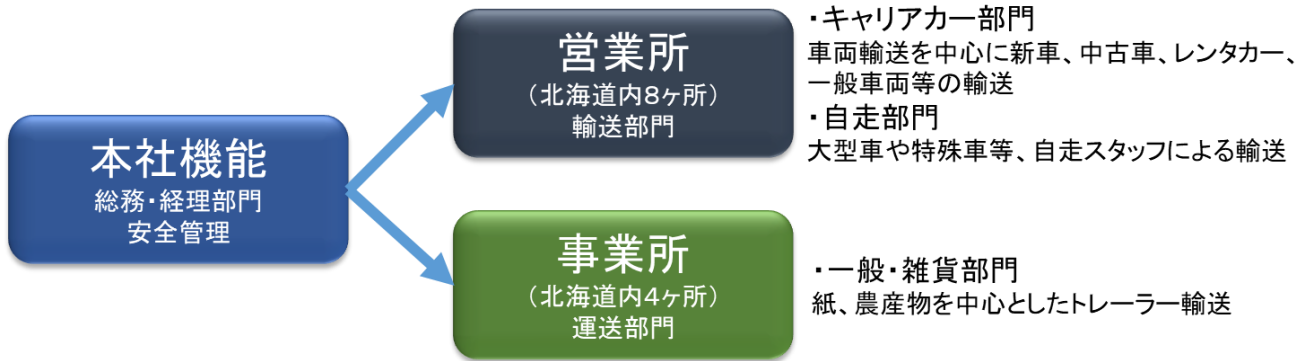 本社機能
総務・経理部門
安全管理
営業所
（北海道内8ヶ所）
輸送部門
・キャリアカー部門
車両輸送を中心に新車、中古車、レンタカー、
一般車両等の輸送
・自走部門
大型車や特殊車等、自走スタッフによる輸送
事業所
（北海道内4ヶ所）
運送部門
・一般・雑貨部門
紙、農産物を中心としたトレーラー輸送